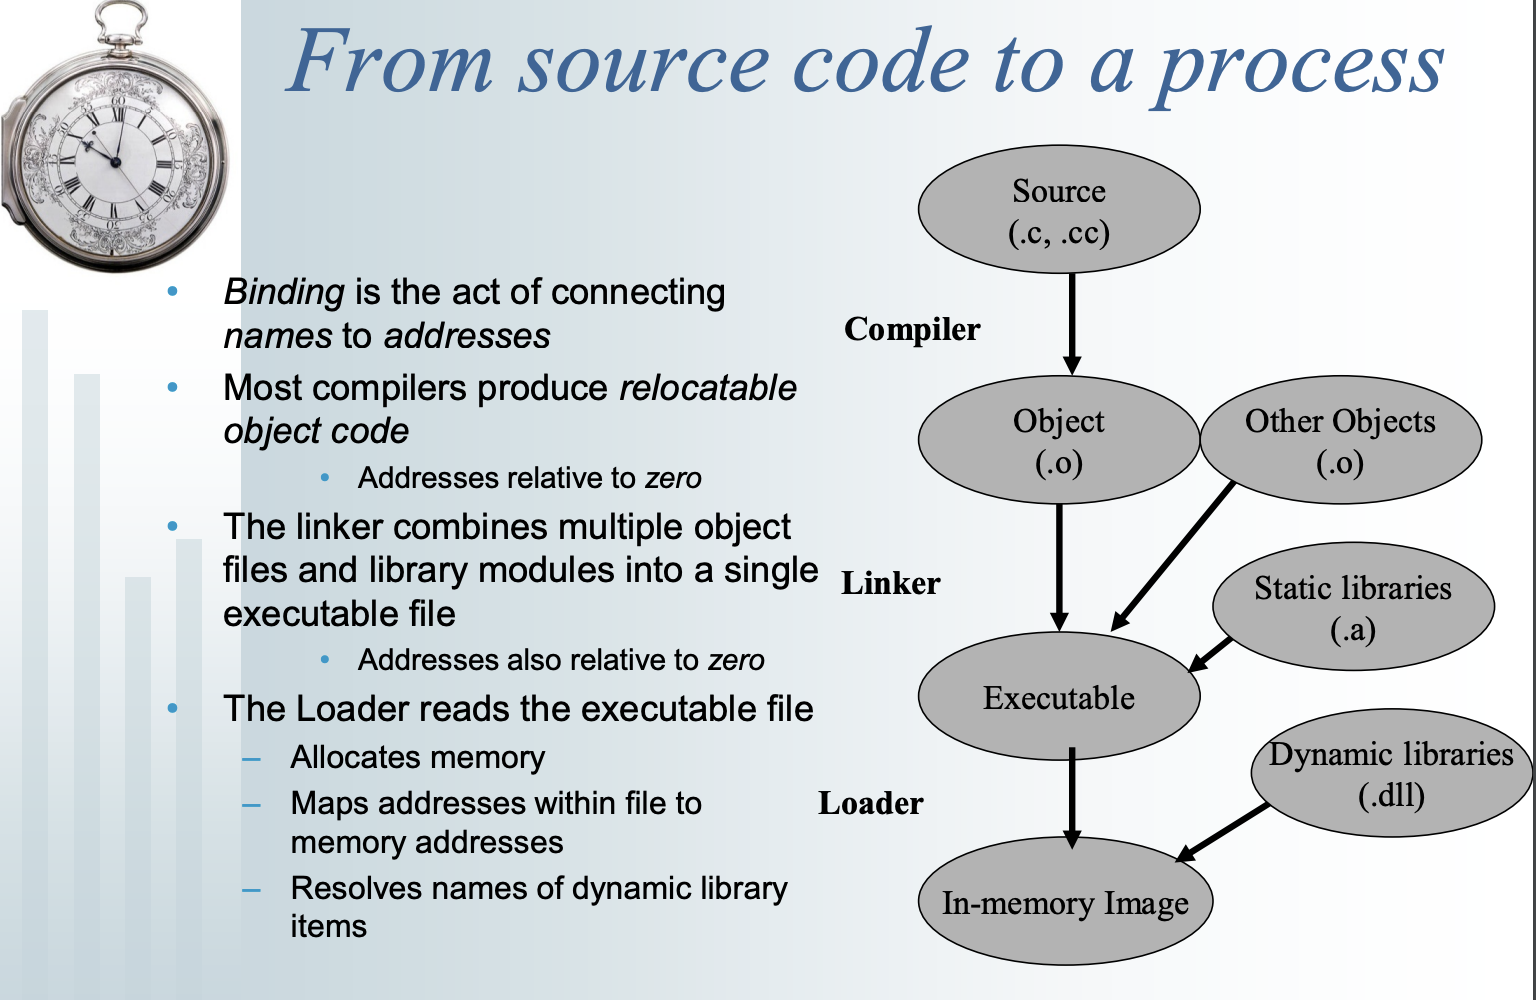 From source code to a process
Binding is the act of connecting
names to addresses
Most compilers produce relocatable
object code
Addresses relative to zero
The linker combines multiple object
files and library modules into a single
executable file
Addresses also relative to zero
The Loader reads the executable file
– Allocates memory
– Maps addresses within file to
memory addresses
– Resolves names of dynamic library
items
Source
(.c, .cc)
Compiler
Object
(.o)
Other Objects
(.o)
Linker
Static libraries
(.a)
Executable
Dynamic libraries
(.dll)
Loader
In-memory Image